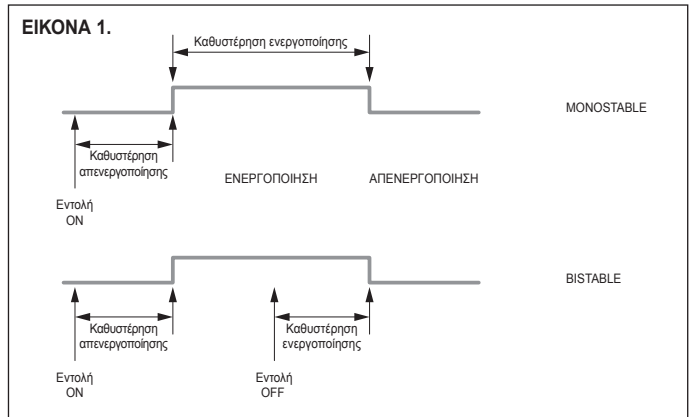 ΕΙΚΟΝΑ 1.
Καθυστέρηση ενεργοποίησης
MONOSTABLE
Καθυστέρηση
απενεργοποίησης
ΕΝΕΡΓΟΠΟΙΗΣΗ
ΑΠΕΝΕΡΓΟΠΟΙΗΣΗ
Εντολή
ON
BISTABLE
Καθυστέρηση
απενεργοποίησης
Καθυστέρηση
ενεργοποίησης
Εντολή
ON
Εντολή
OFF